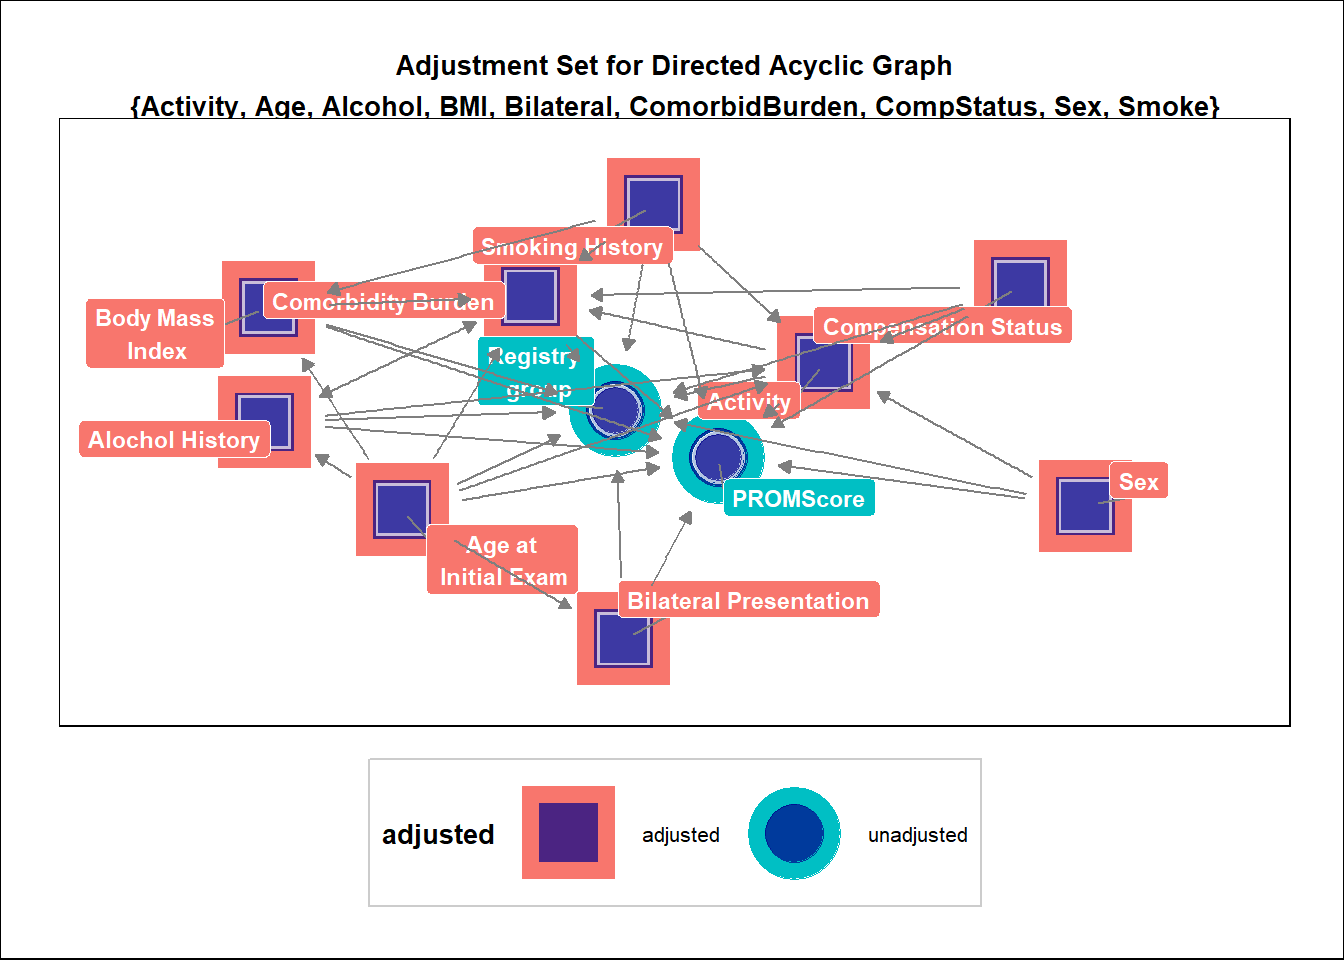 Adjustment Set for Directed Acyclic Graph
{Activity, Age, Alcohol, BMI, Bilateral, ComorbidBurden, CompStatus, Sex, Smoke}
Smoking History
Comorbidity Burden
Body Mass
Index
Compensation Status
Registry
group
Activity
Alochol History
Sex
PROMScore
Age at
Initial Exam
Bilateral Presentation
adjusted
adjusted
unadjusted